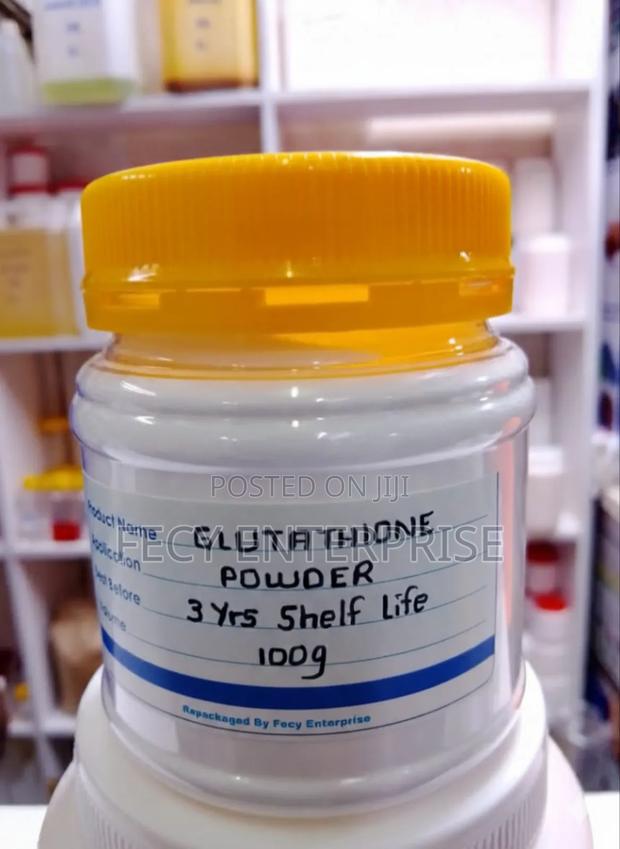 POSTED ON JIJI
FECY ENTERPRISE
Product Name GLUTATHIONE
Application POWDER
Best Before 3 Yrs Shelf Life
Volume 100g
Repackaged By Fecy Enterprise